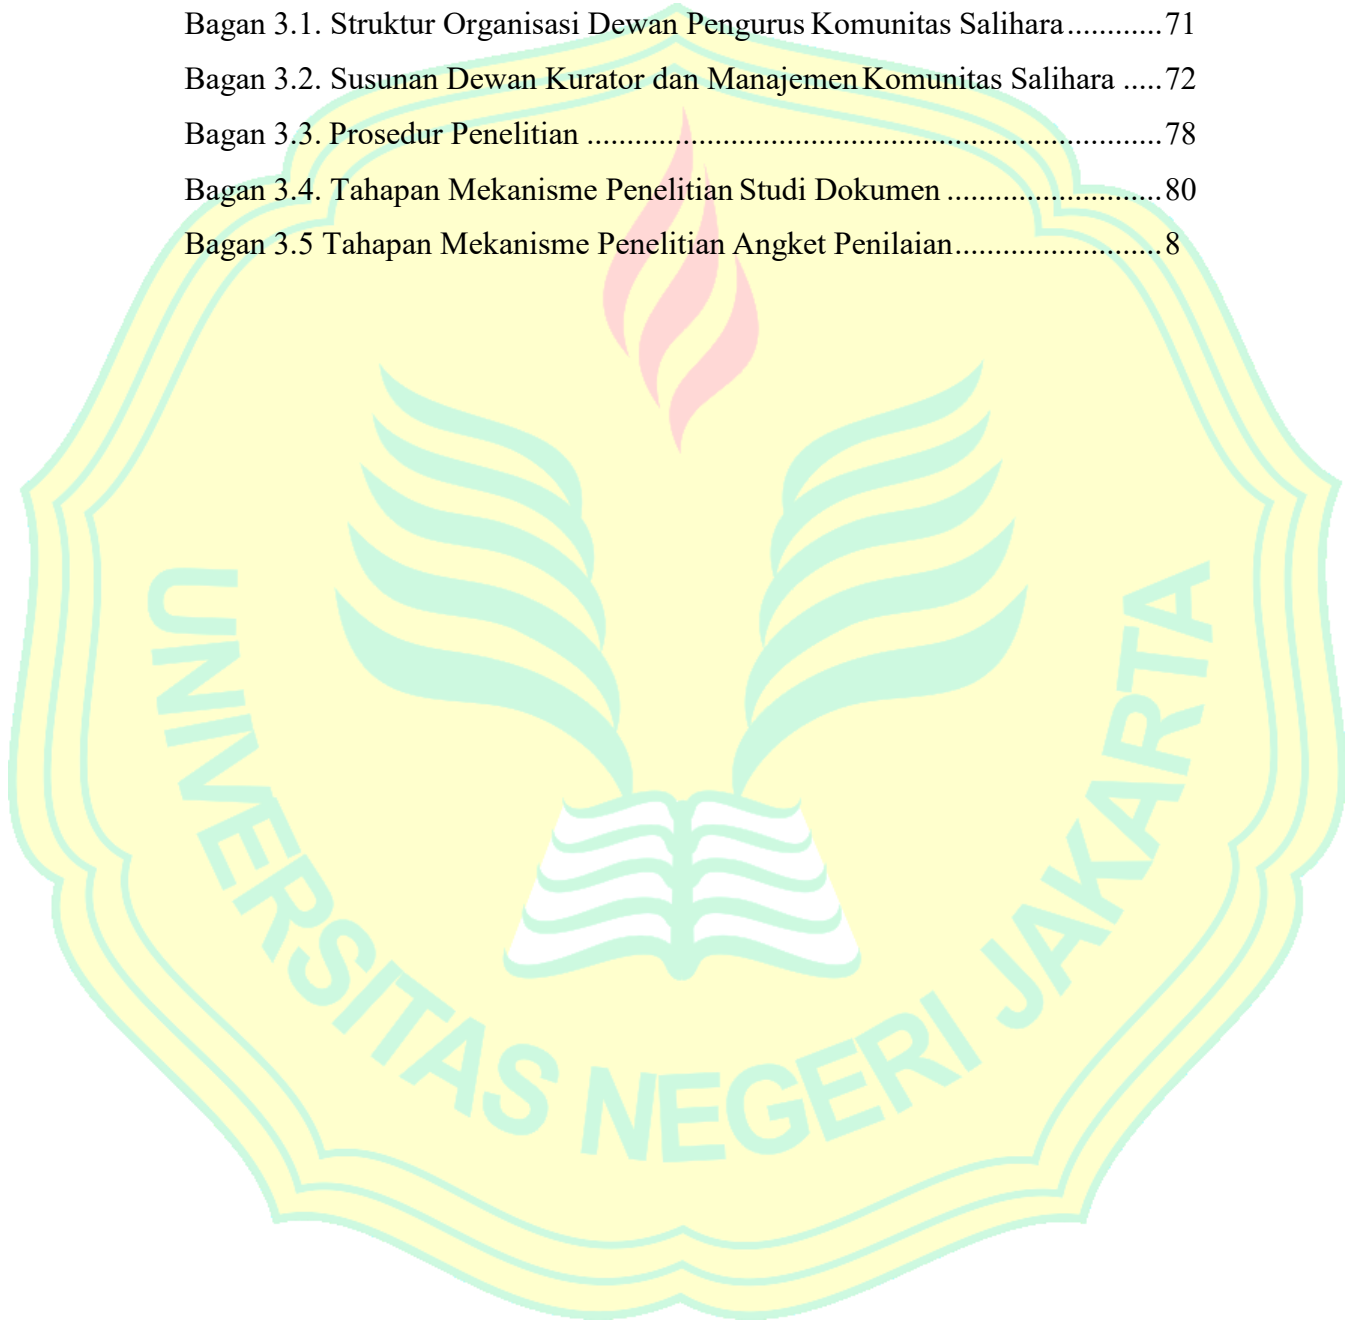 Bagan 3.1. Struktur Organisasi Dewan Pengurus Komunitas Salihara............71
Bagan 3.2. Susunan Dewan Kurator dan Manajemen Komunitas Salihara .....72
Bagan 3.3. Prosedur Penelitian ........................................................................78
Bagan 3.4. Tahapan Mekanisme Penelitian Studi Dokumen ...........................80
Bagan 3.5 Tahapan Mekanisme Penelitian Angket Penilaian..........................8
UNIVERSITAS NEGERI JAKARTA